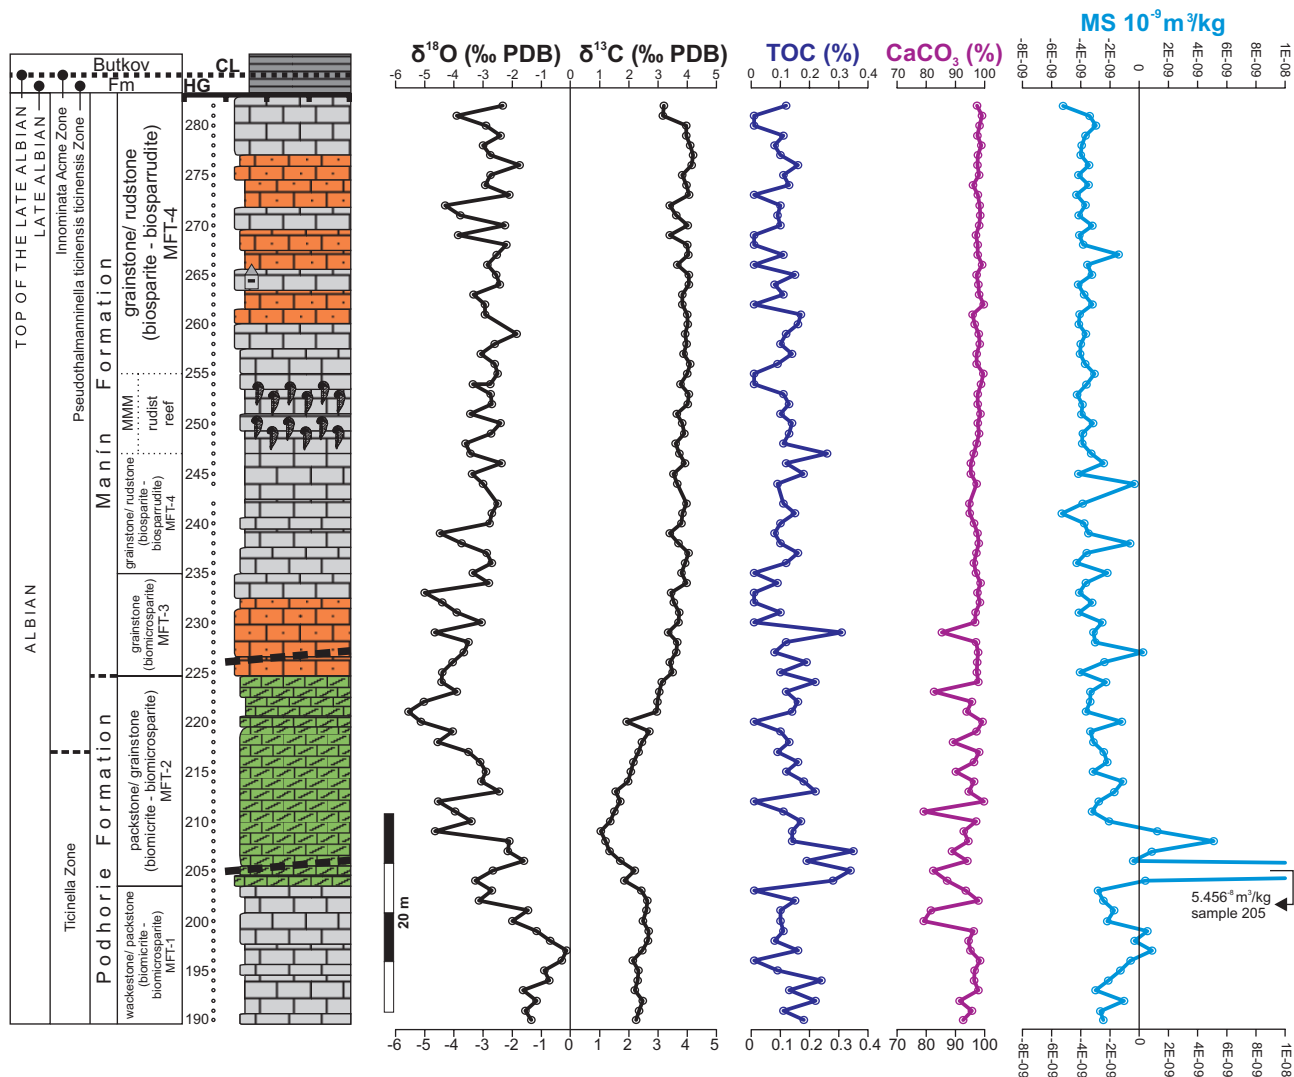 MS 10⁻⁹m³/kg
δ¹⁸O (‰ PDB)
δ¹³C (‰ PDB)
TOC (%)
CaCO₃ (%)
-6 -5 -4 -3 -2 -1 0 1 2 3 4 5
0.1 0.2 0.3 0.4
70 80 90 100
-8E-09
-6E-09
-4E-09
-2E-09
0
2E-09
4E-09
6E-09
8E-09
1E-08
Butkov
Fm
CL
HG
TOP OF THE LATE ALBIAN
LATE ALBIAN
Innominata Acme Zone
Pseudothalmanninella ticinensis Zone
ALBIAN
Ticinella Zone
Manín Formation
Podhorie Formation
grainstone/ rudstone
(biosparite - biosparrudite)
MFT-4
MMM
rudist
reef
grainstone/ rudstone
(biosparite -
biosparrudite)
MFT-4
grainstone
(biomicrosparite)
MFT-3
packstone/ grainstone
(biomicrite - biomicrosparite)
MFT-2
wackestone/ packstone
(biomicrite -
biomicrosparite)
MFT-1
280
275
270
265
260
255
250
245
240
235
230
225
220
215
210
205
200
195
190
20 m
5.456⁻⁸m³/kg
sample 205
-6 -5 -4 -3 -2 -1 0 1 2 3 4 5
0 0.1 0.2 0.3 0.4
70 80 90 100
-8E-09
-6E-09
-4E-09
-2E-09
0
2E-09
4E-09
6E-09
8E-09
1E-08